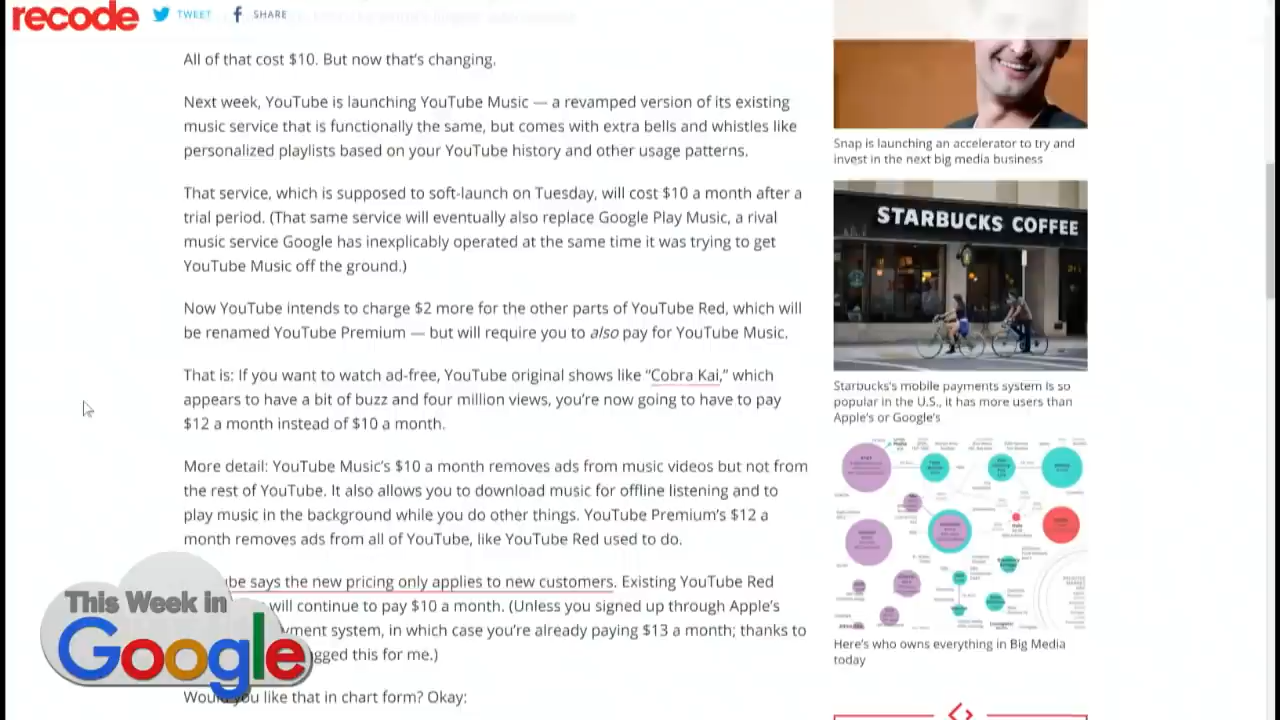 recode
TWEET
SHARE
All of that cost $10. But now that's changing.
Next week, YouTube is launching YouTube Music — a revamped version of its existing
music service that is functionally the same, but comes with extra bells and whistles like
personalized playlists based on your YouTube history and other usage patterns.
That service, which is supposed to soft-launch on Tuesday, will cost $10 a month after a
trial period. (That same service will eventually also replace Google Play Music, a rival
music service Google has inexplicably operated at the same time it was trying to get
YouTube Music off the ground.)
Now YouTube intends to charge $2 more for the other parts of YouTube Red, which will
be renamed YouTube Premium — but will require you to also pay for YouTube Music.
That is: If you want to watch ad-free, YouTube original shows like "Cobra Kai," which
appears to have a bit of buzz and four million views, you're now going to have to pay
$12 a month instead of $10 a month.
More detail: YouTube Music's $10 a month removes ads from music videos but not from
the rest of YouTube. It also allows you to download music for offline listening and to
play music in the background while you do other things. YouTube Premium's $12 a
month removes ads from all of YouTube, like YouTube Red used to do.
be says new pricing only applies to new customers. Existing YouTube Red
will continue to pay $10 a month. (Unless you signed up through Apple's
system, in which case you're already paying $13 a month thanks to
gged this for me.)
Would you like that in chart form? Okay:
This Week in
Google
Snap is launching an accelerator to try and
invest in the next big media business
STARBUCKS COFFEE
Starbucks's mobile payments system is so
popular in the U.S., it has more users than
Apple's or Google's
Here's who owns everything in Big Media
today